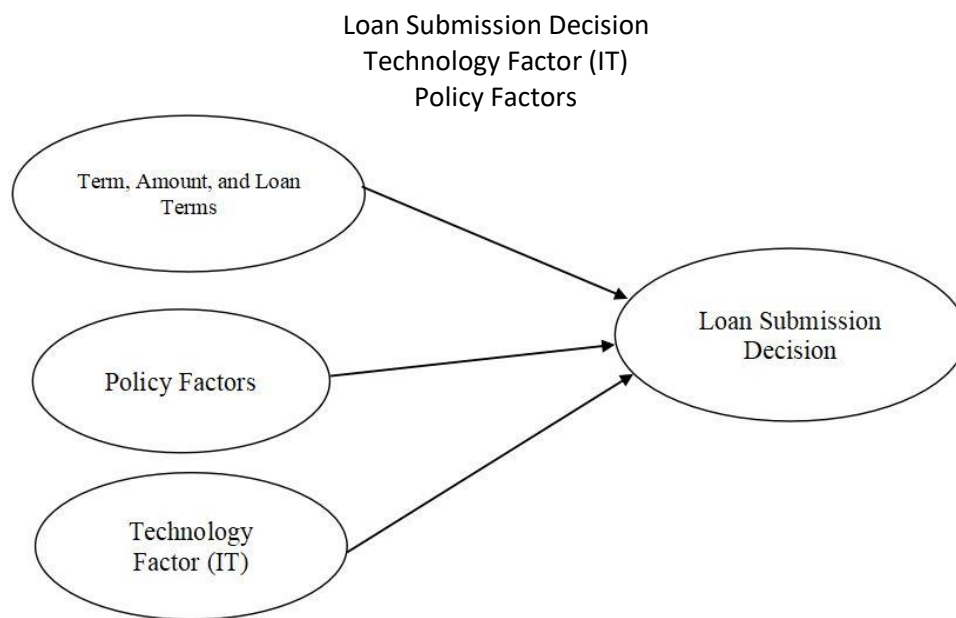 Loan Submission Decision
Technology Factor (IT)
Policy Factors
Term, Amount, and Loan
Terms
Policy Factors
Technology
Factor (IT)
Loan Submission
Decision